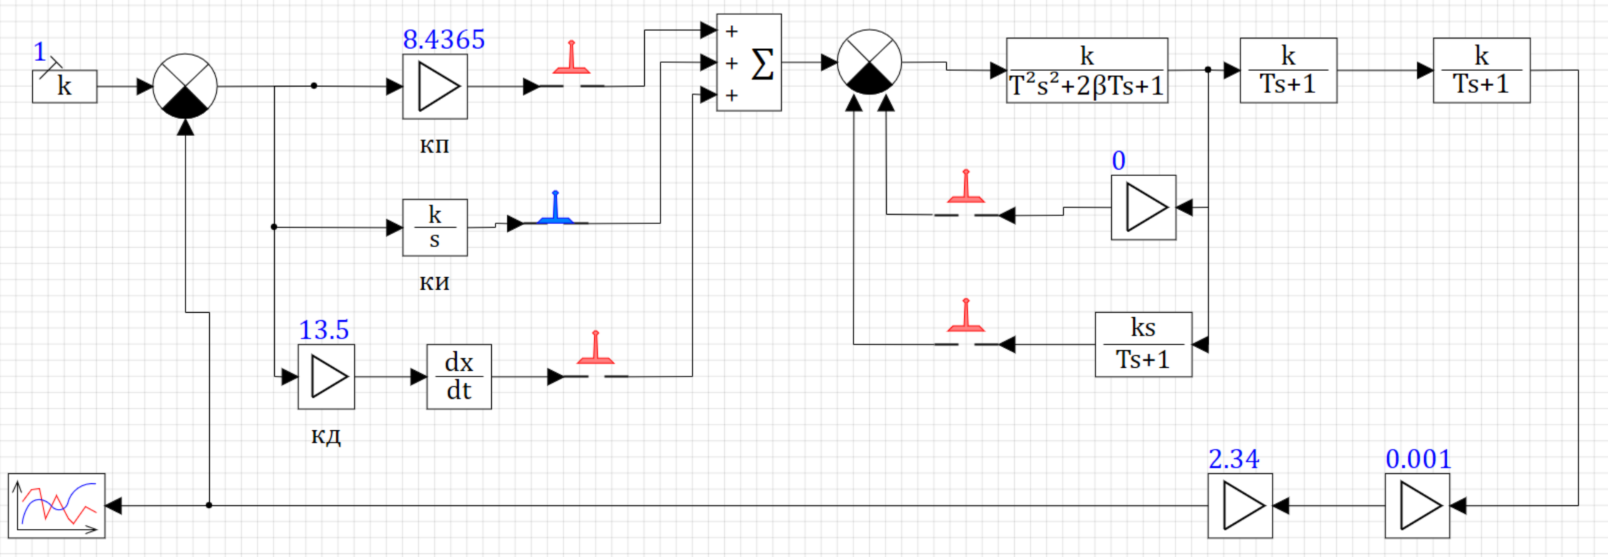 1
k
8.4365
кп
+
+
+
Σ
k
T²s²+2βTs+1
k
Ts+1
k
Ts+1
0
k
s
ки
ks
Ts+1
13.5
dx
dt
кд
2.34
0.001